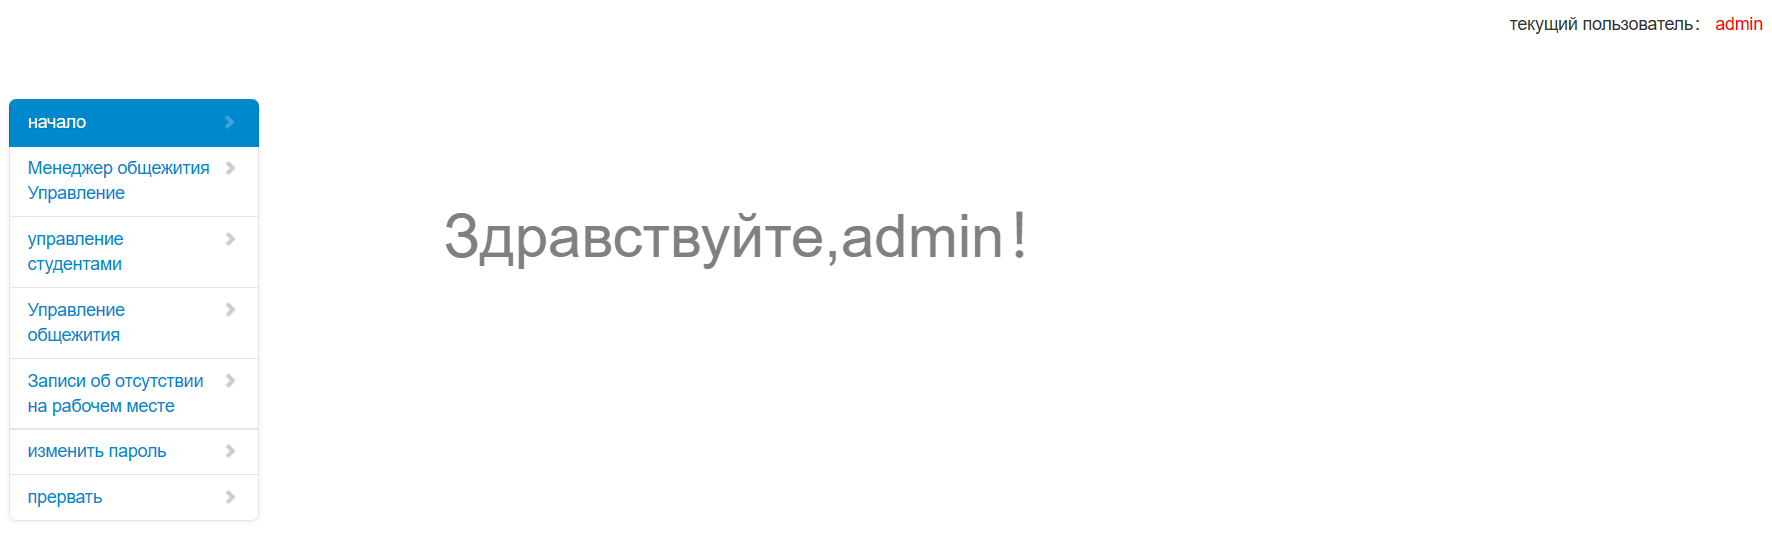 текущий пользователь： admin
начало
Менеджер общежития
Управление
управление
студентами
Управление
общежития
Записи об отсутствии
на рабочем месте
изменить пароль
прервать
Здравствуйте,admin！